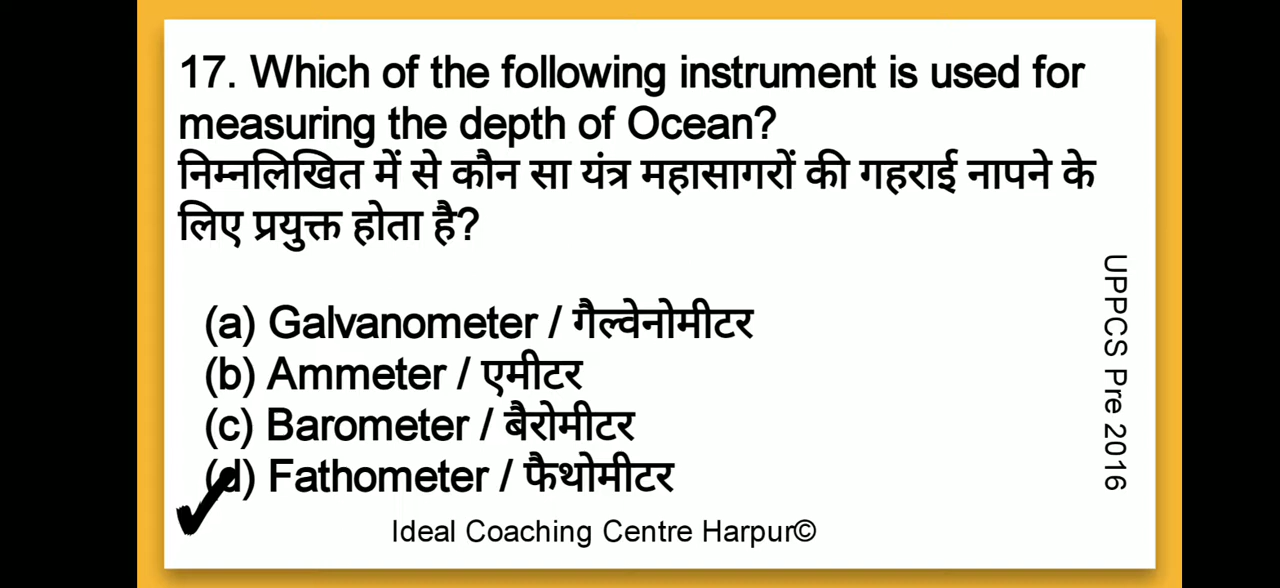 17. Which of the following instrument is used for
measuring the depth of Ocean?
निम्नलिखित में से कौन सा यंत्र महासागरों की गहराई नापने के
लिए प्रयुक्त होता है?
(a) Galvanometer / गैल्वेनोमीटर
(b) Ammeter / एमीटर
(c) Barometer / बैरोमीटर
(d) Fathometer / फैथोमीटर
Ideal Coaching Centre Harpur©
UPPCS Pre 2016